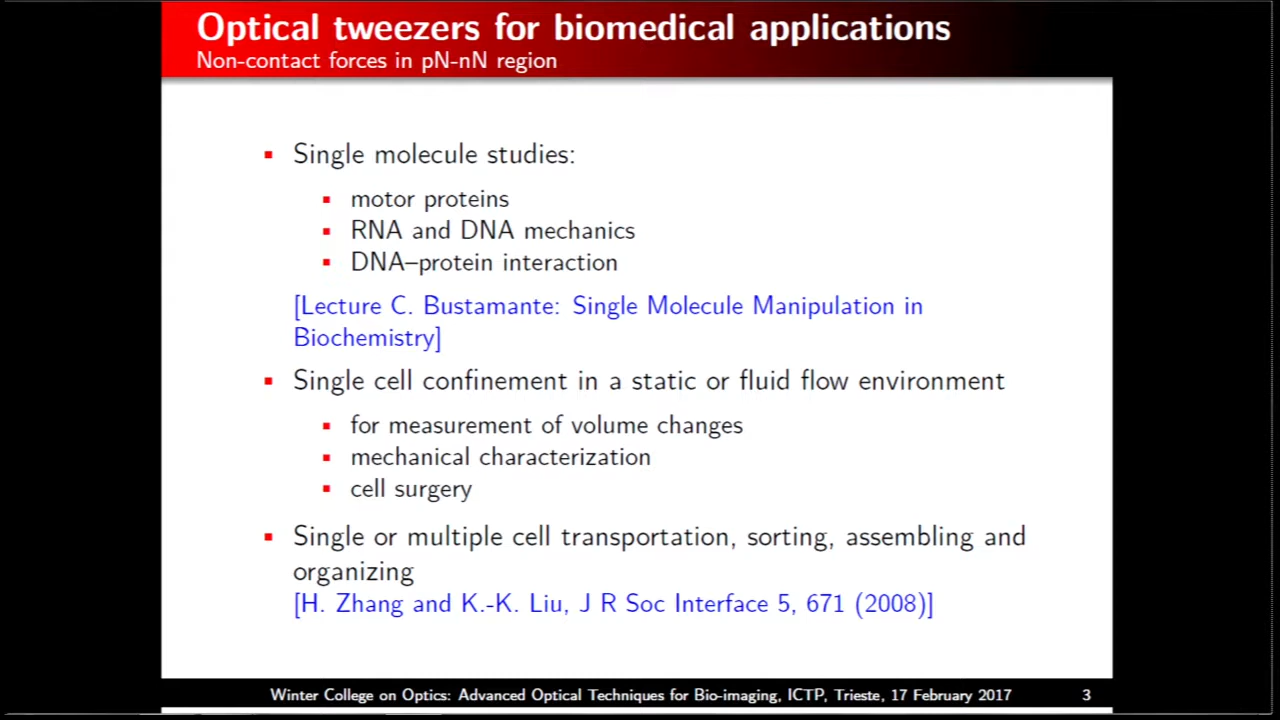 Optical tweezers for biomedical applications
Non-contact forces in pN-nN region
Single molecule studies:
motor proteins
RNA and DNA mechanics
DNA–protein interaction
[Lecture C. Bustamante: Single Molecule Manipulation in
Biochemistry]
Single cell confinement in a static or fluid flow environment
for measurement of volume changes
mechanical characterization
cell surgery
Single or multiple cell transportation, sorting, assembling and
organizing
[H. Zhang and K.-K. Liu, J R Soc Interface 5, 671 (2008)]
Winter College on Optics: Advanced Optical Techniques for Bio-imaging, ICTP, Trieste, 17 February 2017 3